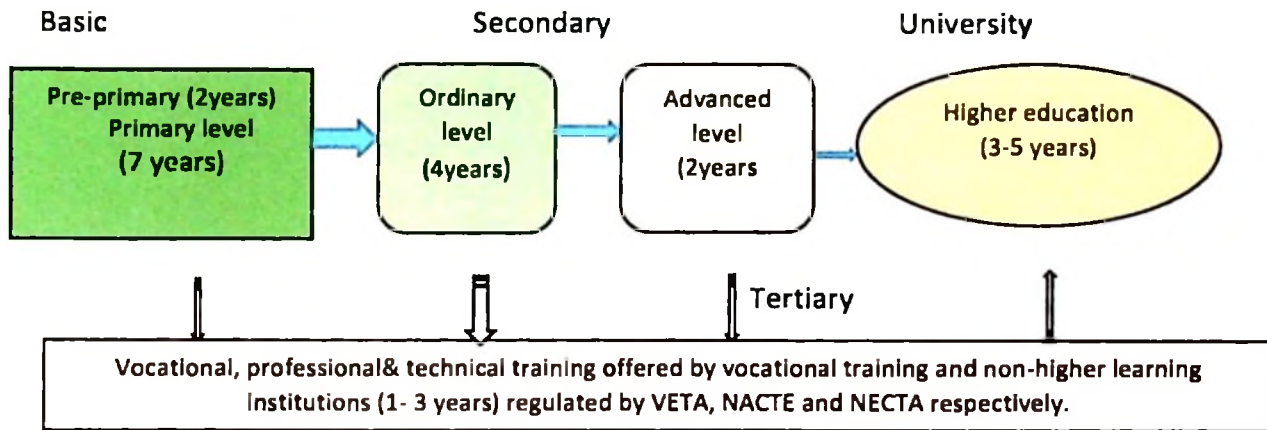 Basic
Secondary
University
Pre-primary (2years)
Primary level
(7 years)
Ordinary
level
(4years)
Advanced
level
(2years
Higher education
(3-5 years)
Tertiary
Vocational, professional& technical training offered by vocational training and non-higher learning
institutions (1- 3 years) regulated by VETA, NACTE and NECTA respectively.